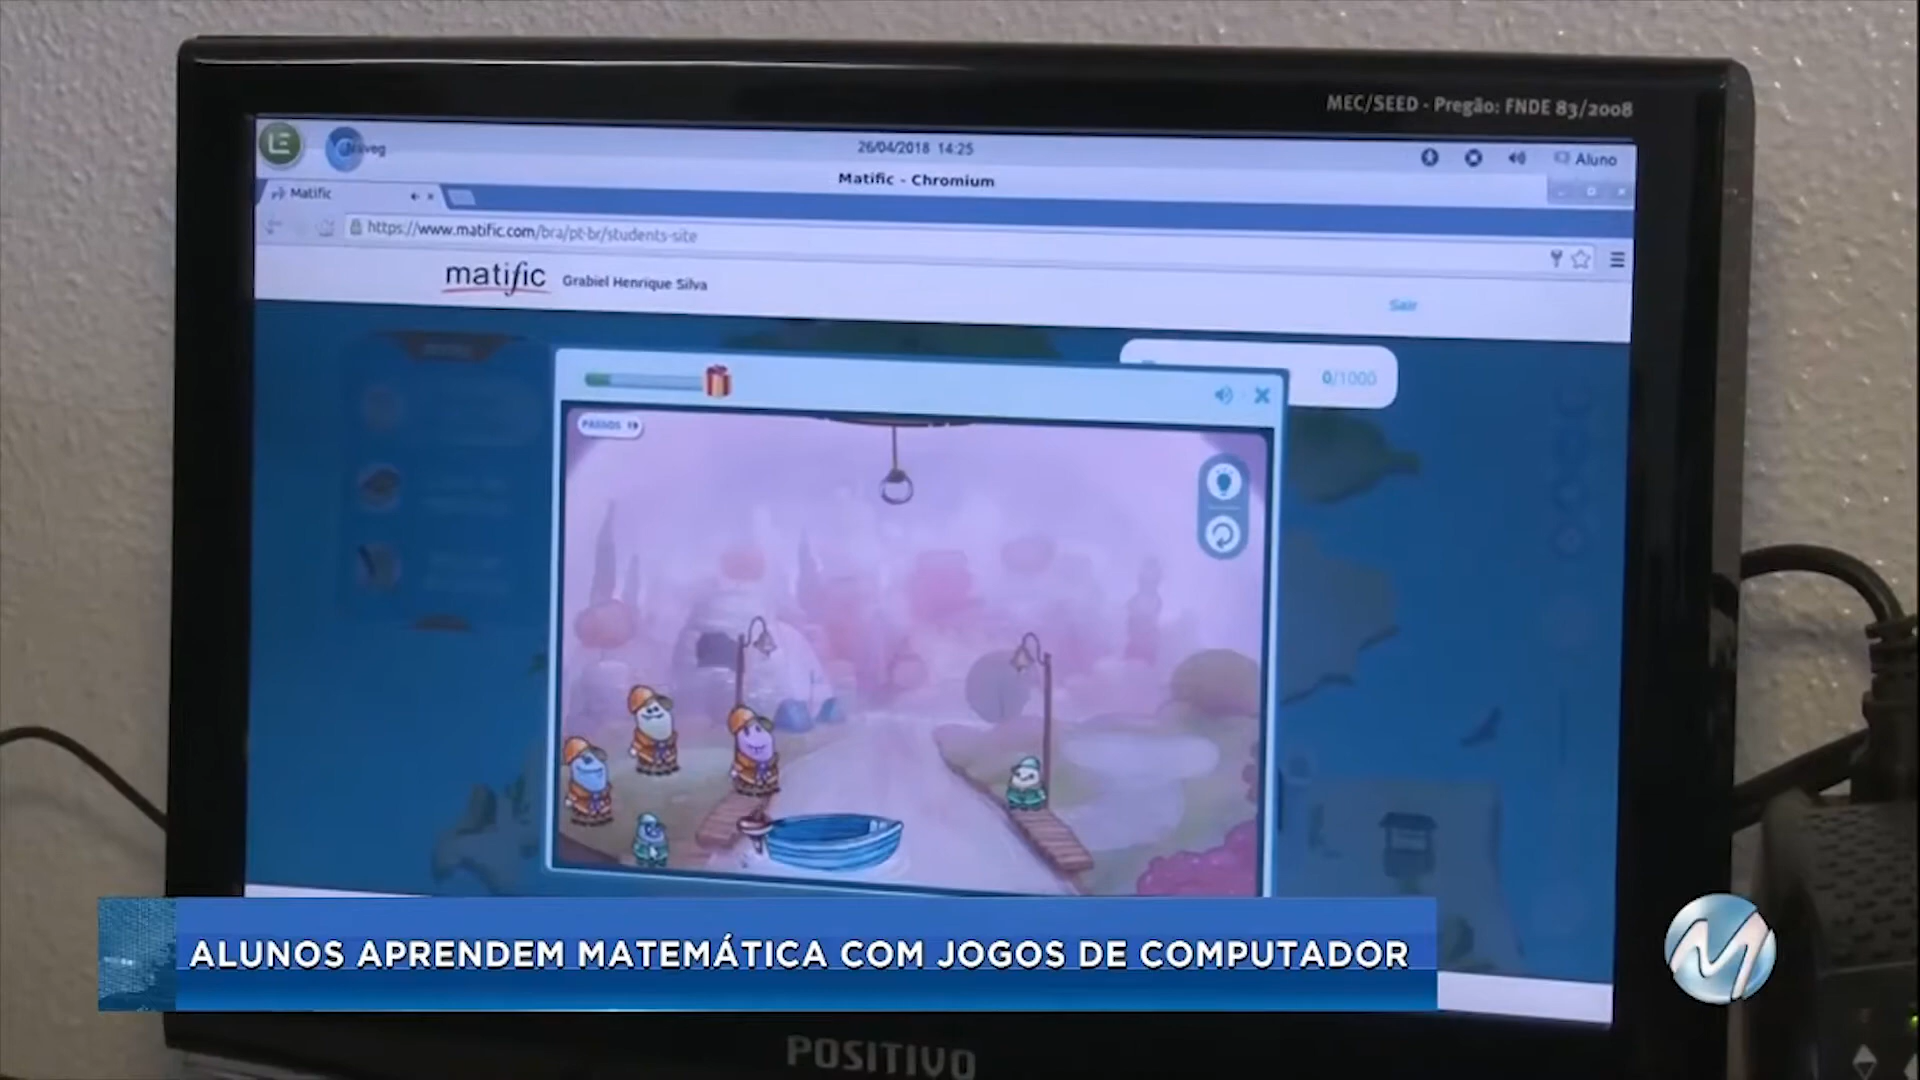 MEC/SEED - Pregão: FNDE 83/2008
26/04/2018 14:25
Aluno
Matific - Chromium
Matific
https://www.matific.com/bra/pt-br/students-site
matific
Grabiel Henrique Silva
Sair
0/1000
PASSOS
ALUNOS APRENDEM MATEMÁTICA COM JOGOS DE COMPUTADOR
M
POSITIVO